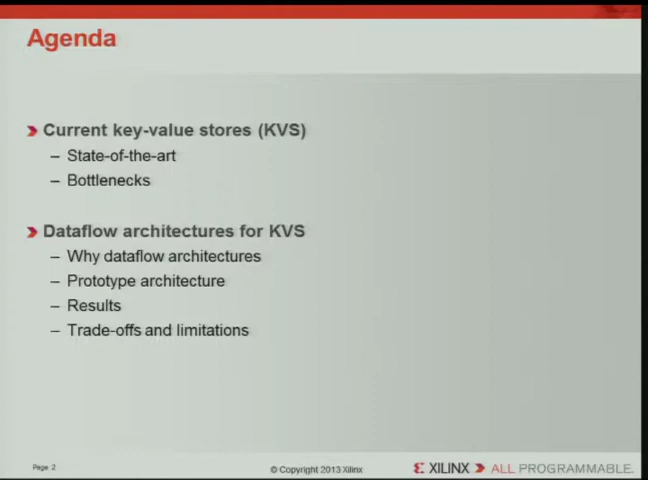 Agenda
Current key-value stores (KVS)
– State-of-the-art
– Bottlenecks
Dataflow architectures for KVS
– Why dataflow architectures
– Prototype architecture
– Results
– Trade-offs and limitations
Page 2
© Copyright 2013 Xilinx
XILINX
ALL PROGRAMMABLE.